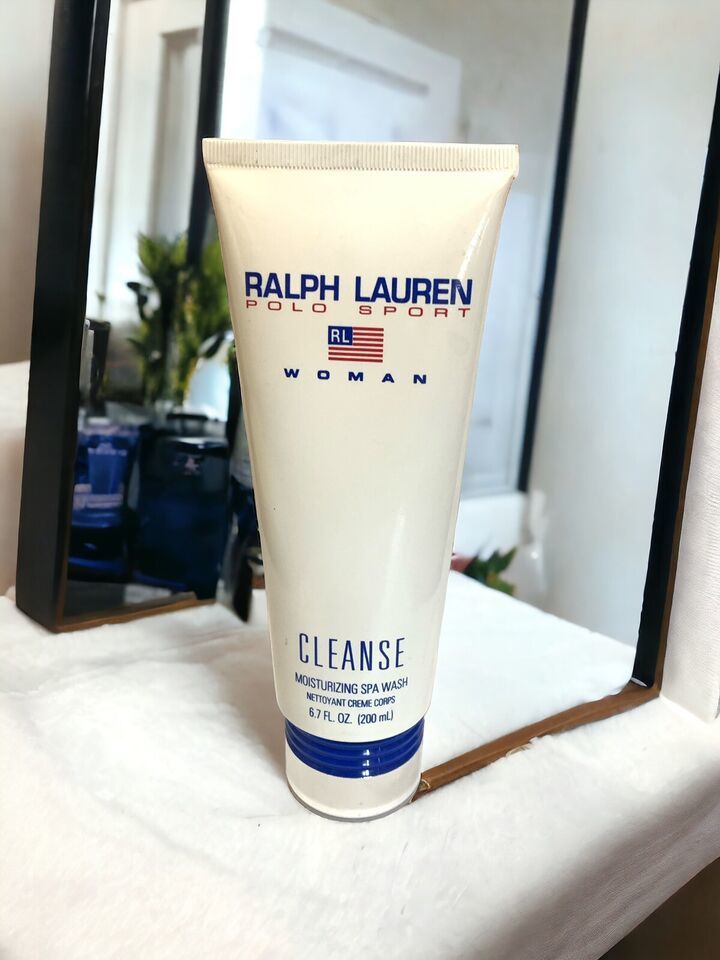 RALPH LAUREN
POLO SPORT
RL
WOMAN
CLEANSE
MOISTURIZING SPA WASH
NETTOYANT CREME CORPS
6.7 FL. OZ. (200 mL)